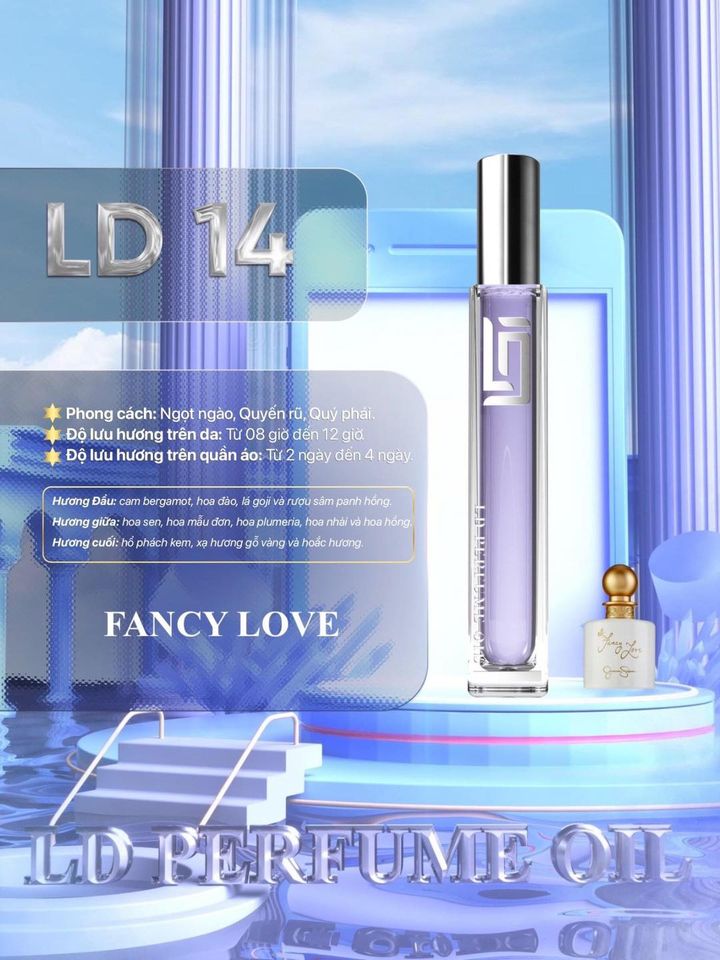 LD 14
Phong cách: Ngọt ngào, Quyến rũ, Quý phái.
Độ lưu hương trên da: Từ 08 giờ đến 12 giờ.
Độ lưu hương trên quần áo: Từ 2 ngày đến 4 ngày.
Hương Đầu: cam bergamot, hoa đào, lá goji và rượu sâm panh hồng.
Hương giữa: hoa sen, hoa mẫu đơn, hoa plumeria, hoa nhài và hoa hồng.
Hương cuối: hổ phách kem, xạ hương gỗ vàng và hoắc hương.
FANCY LOVE
LD PERFUME OIL
Fancy Love
LD PERFUME OIL